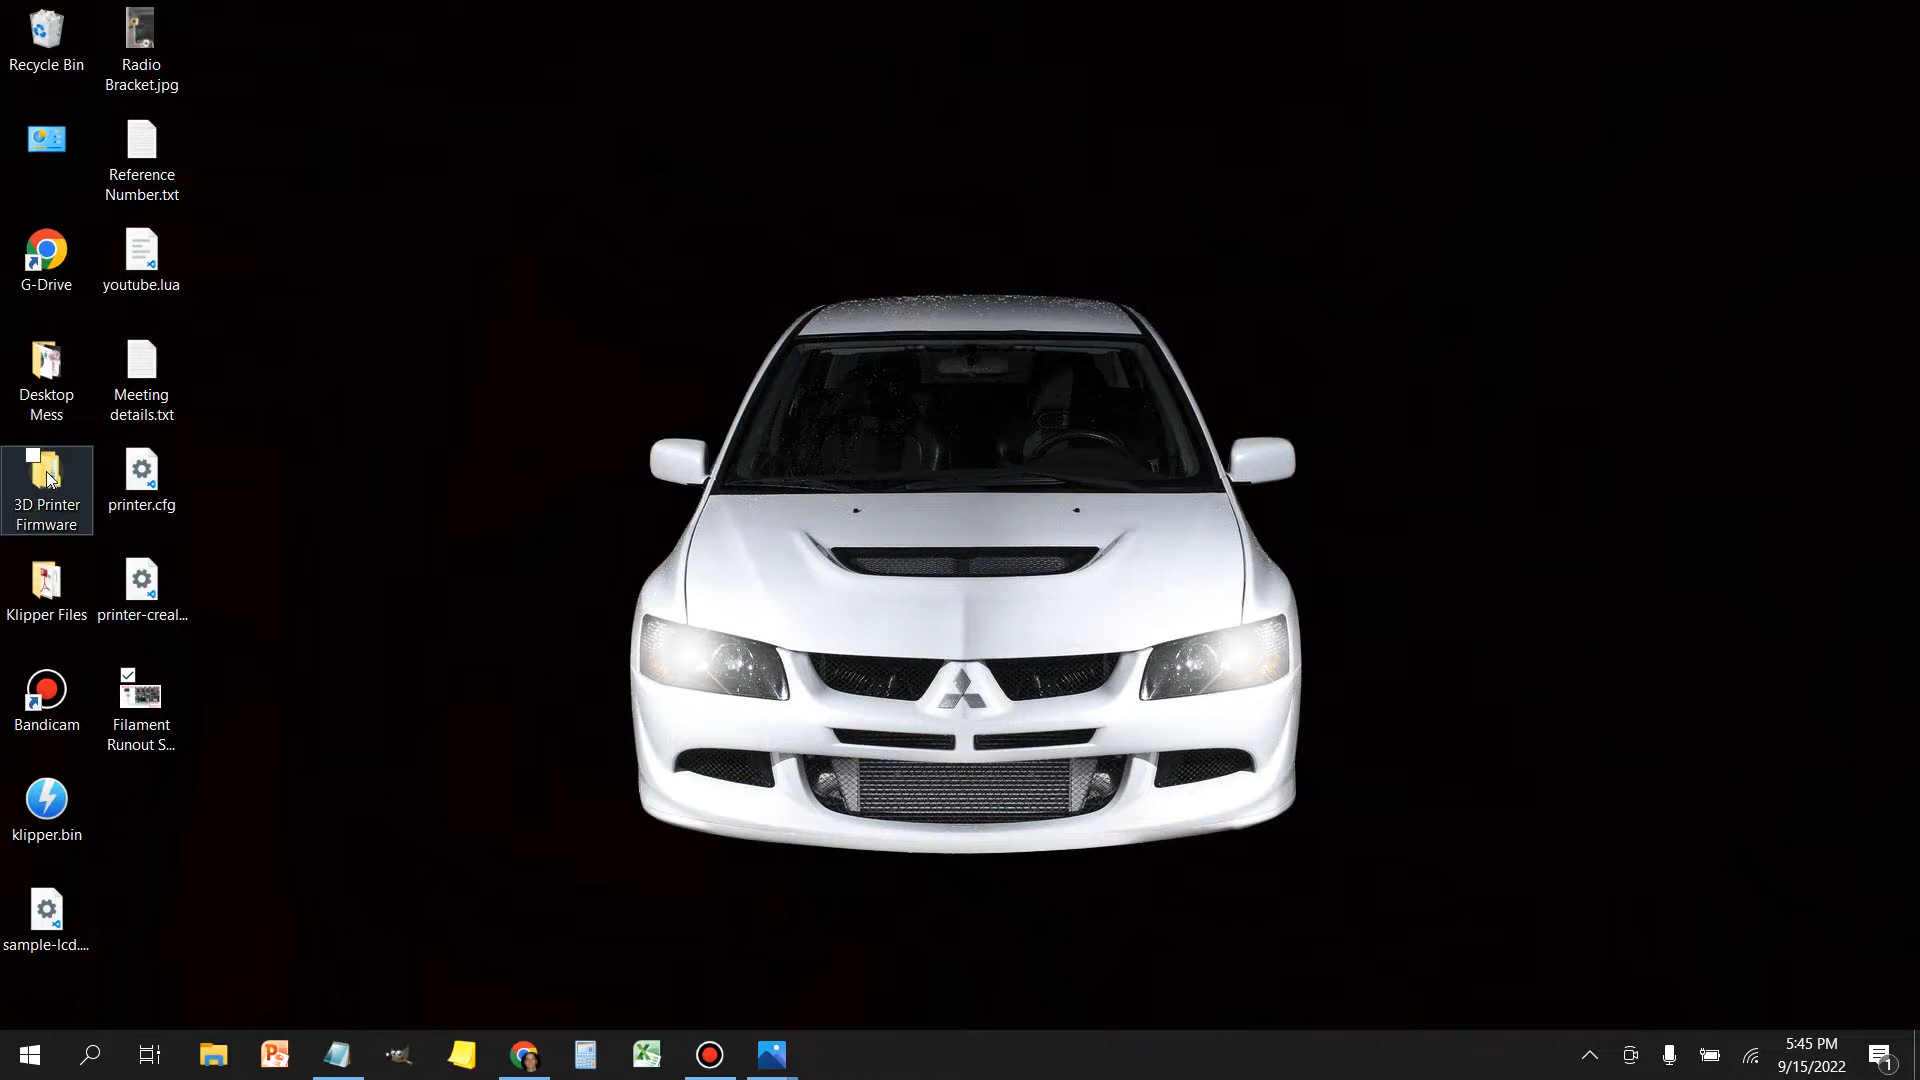 Recycle Bin
Radio
Bracket.jpg
Reference
Number.txt
G-Drive
youtube.lua
Desktop
Mess
Meeting
details.txt
3D Printer
Firmware
printer.cfg
Klipper Files
printer-creal...
Bandicam
Filament
Runout S...
klipper.bin
sample-lcd....
5:45 PM
9/15/2022
1